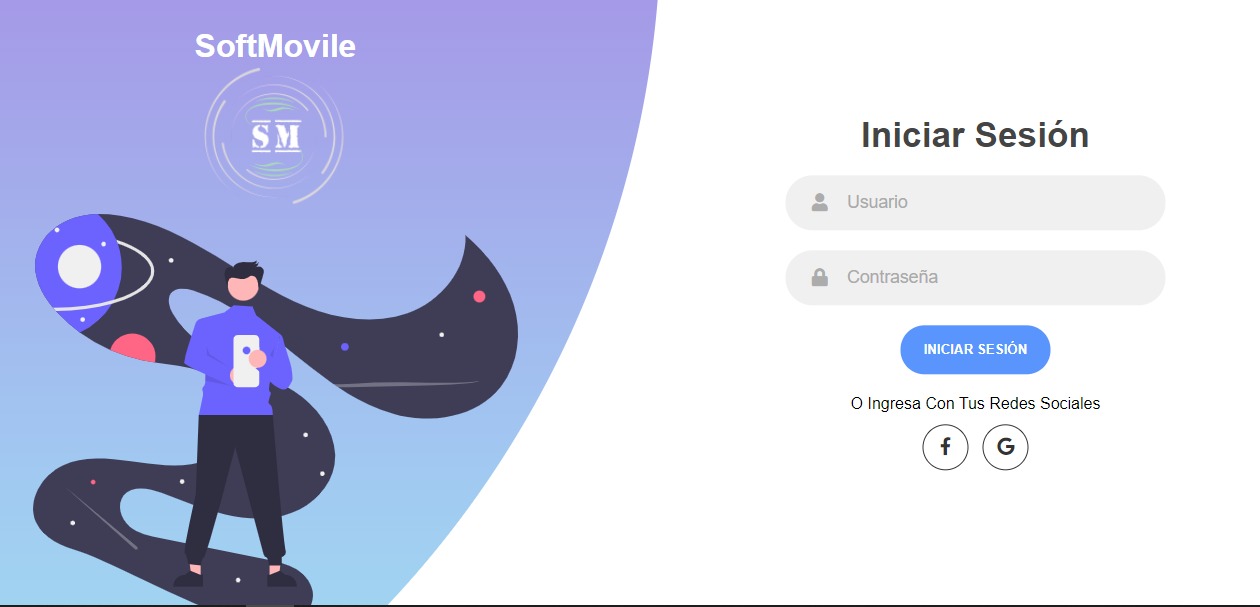 SoftMovile
SM
Iniciar Sesión
Usuario
Contraseña
INICIAR SESIÓN
O Ingresa Con Tus Redes Sociales
f G